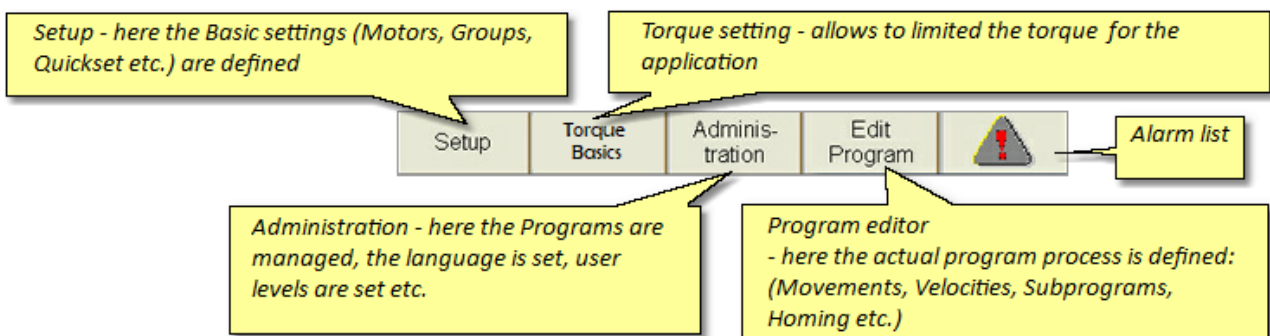 Setup - here the Basic settings (Motors, Groups,
Quickset etc.) are defined
Torque setting - allows to limited the torque  for the
application
Setup
Torque
Basics
Adminis-
tration
Edit
Program
Alarm list
Administration - here the Programs are
managed, the language is set, user
levels are set etc.
Program editor
- here the actual program process is defined:
(Movements, Velocities, Subprograms,
Homing etc.)